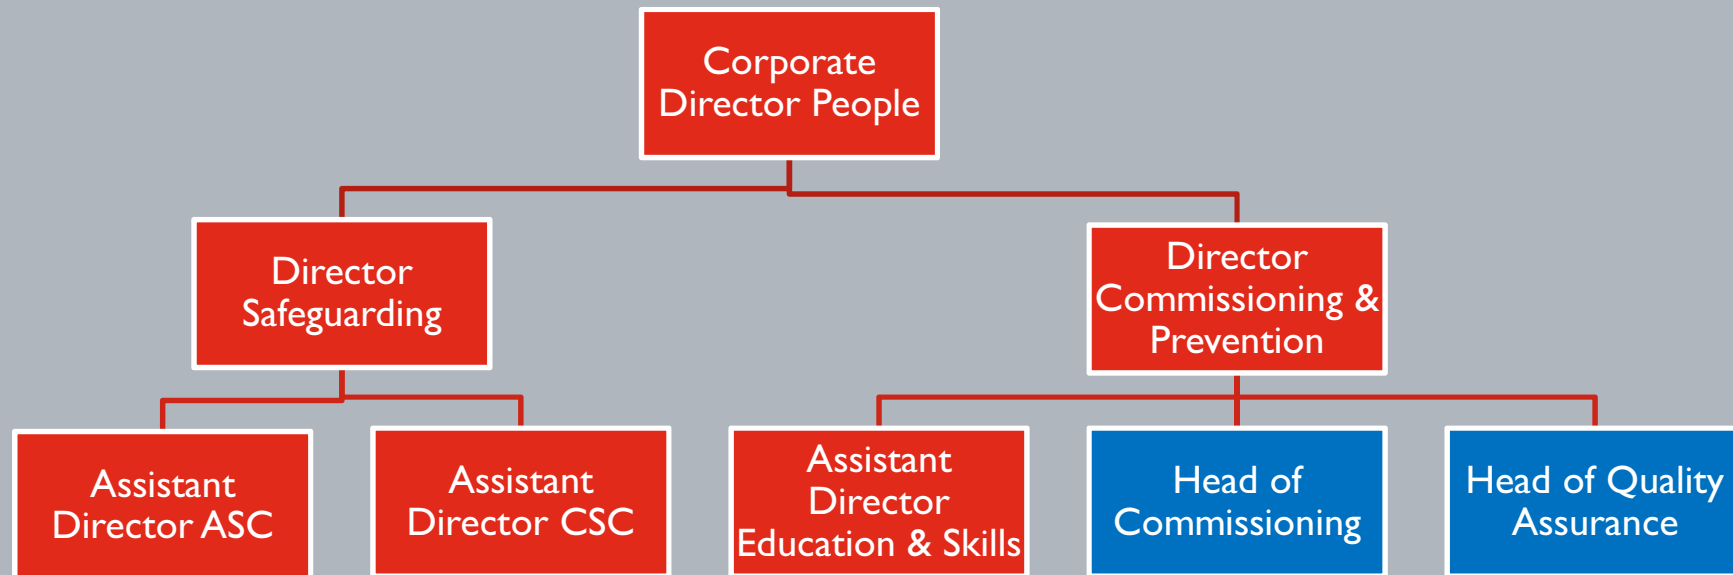 Corporate
Director People
Director
Safeguarding
Director
Commissioning &
Prevention
Assistant
Director ASC
Assistant
Director CSC
Assistant
Director
Education & Skills
Head of
Commissioning
Head of Quality
Assurance